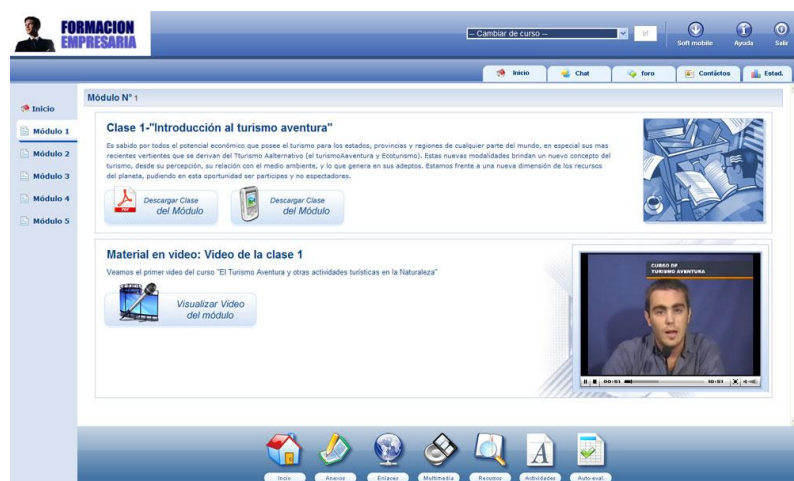 FORMACION
EMPRESARIA
-- Cambiar de curso --
Soft mobile
Ayuda
Salir
Inicio
Chat
foro
Contáctos
Estad.
Inicio
Módulo 1
Módulo 2
Módulo 3
Módulo 4
Módulo 5
Módulo N° 1
Clase 1-"Introducción al turismo aventura"
Es sabido por todos el potencial económico que posee el turismo para los estados, provincias y regiones de cualquier parte del mundo, en especial sus mas
recientes vertientes que se derivan del Tturismo Aalternativo (el turismoAaventura y Ecoturismo). Estas nuevas modalidades brindan un nuevo concepto del
turismo, desde su percepción, su relación con el medio ambiente, y lo que genera en sus adeptos. Estamos frente a una nueva dimensión de los recursos
del planeta, pudiendo en esta oportunidad ser participes y no espectadores.
PDF
Descargar Clase
del Módulo
Descargar Clase
del Módulo
Material en video: Video de la clase 1
Veamos el primer video del curso "El Turismo Aventura y otras actividades turísticas en la Naturaleza"
Visualizar Video
del módulo
CURSO DE
TURISMO AVENTURA
00:51
10:51
Incio
Anexos
Enlaces
Multimedia
Recursos
A
Actividades
Auto-eval.